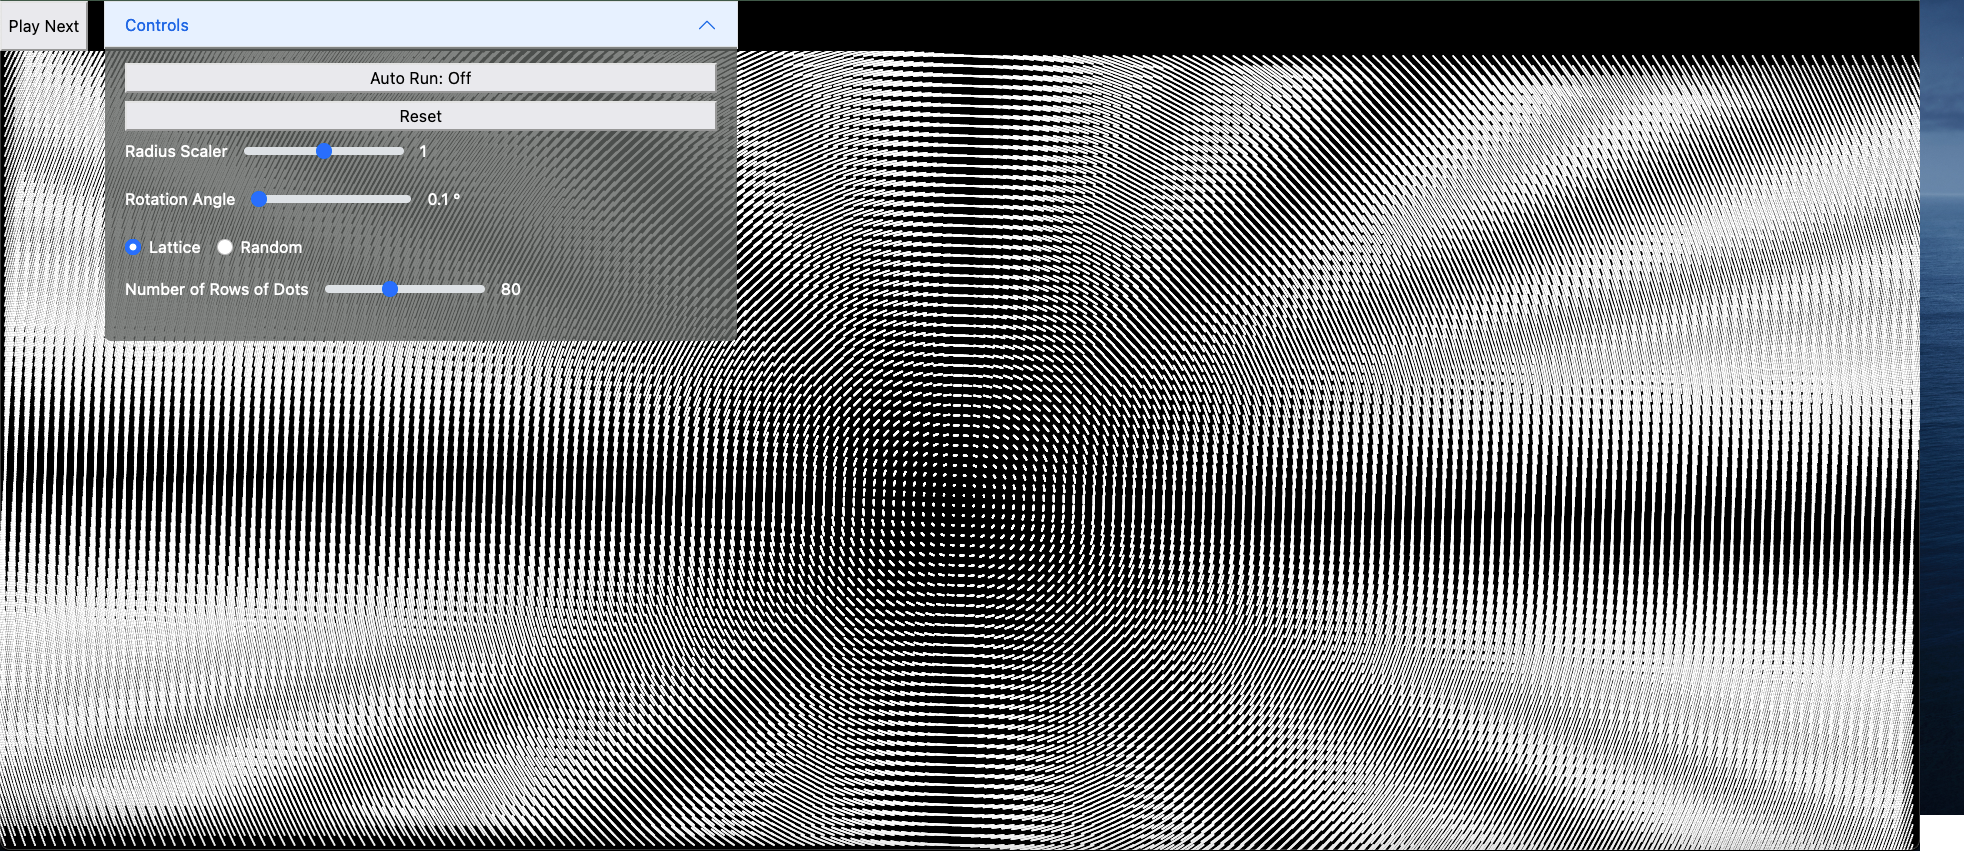 Play Next
Controls
Auto Run: Off
Reset
Radius Scaler 1
Rotation Angle 0.1 °
Lattice Random
Number of Rows of Dots 80